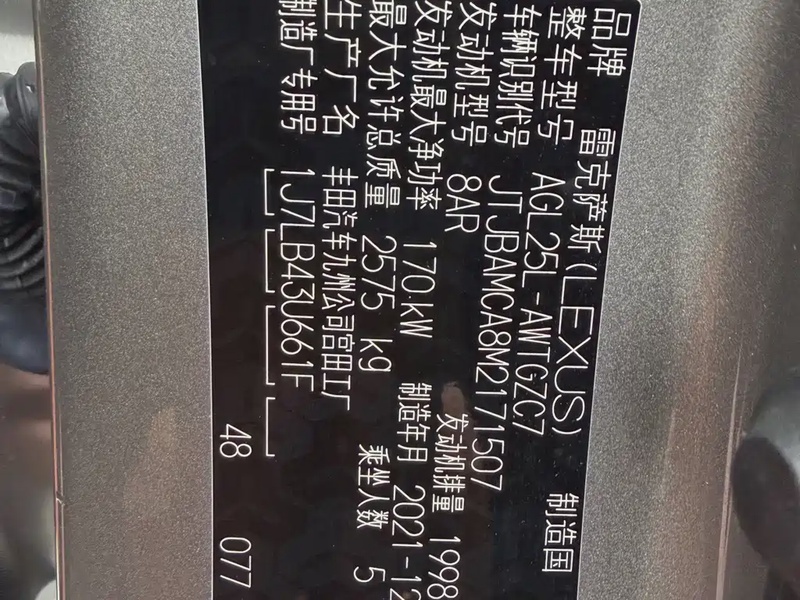 品牌 雷克萨斯(LEXUS) 制造国
整车型号 AGL25L-AWTGZC7
车辆识别代号 JTJBAMCA8M2171507
发动机型号 8AR 发动机排量 1998
发动机最大净功率 170 kW 制造年月 2021-12
最大允许总质量 2575 kg 乘坐人数 5
生产厂名 丰田汽车九州公司宫田工厂
制造厂专用号 1J7LB43U661F
48 077